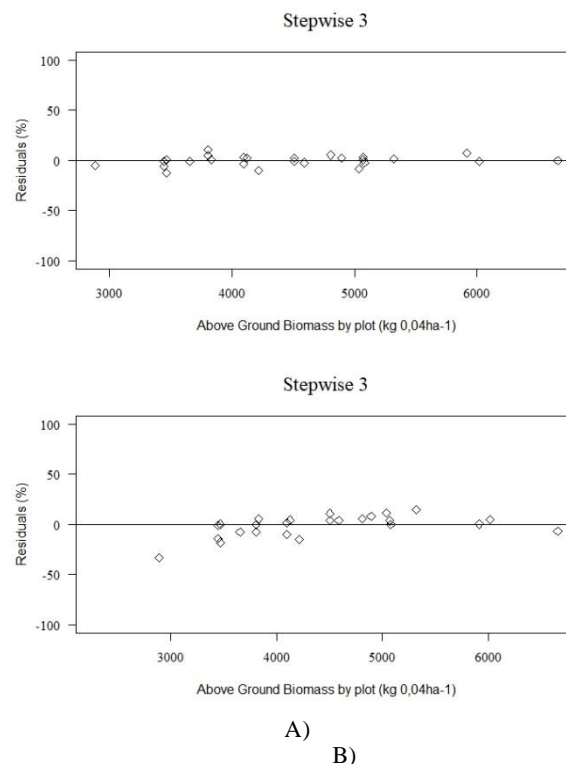 Stepwise 3
100
50
0
-50
-100
Residuals (%)
3000 4000 5000 6000
Above Ground Biomass by plot (kg 0,04ha-1)
Stepwise 3
100
50
0
-50
-100
Residuals (%)
3000 4000 5000 6000
Above Ground Biomass by plot (kg 0,04ha-1)
A)
B)